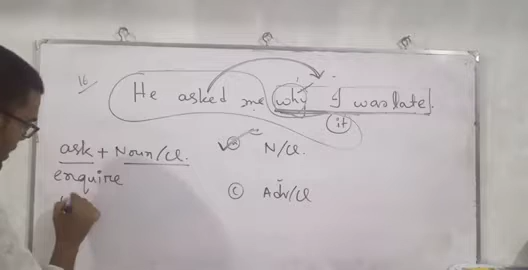 16
He asked me why I was late.
it
ask + Noun/cl.
N/cl.
enquire
Adv/cl